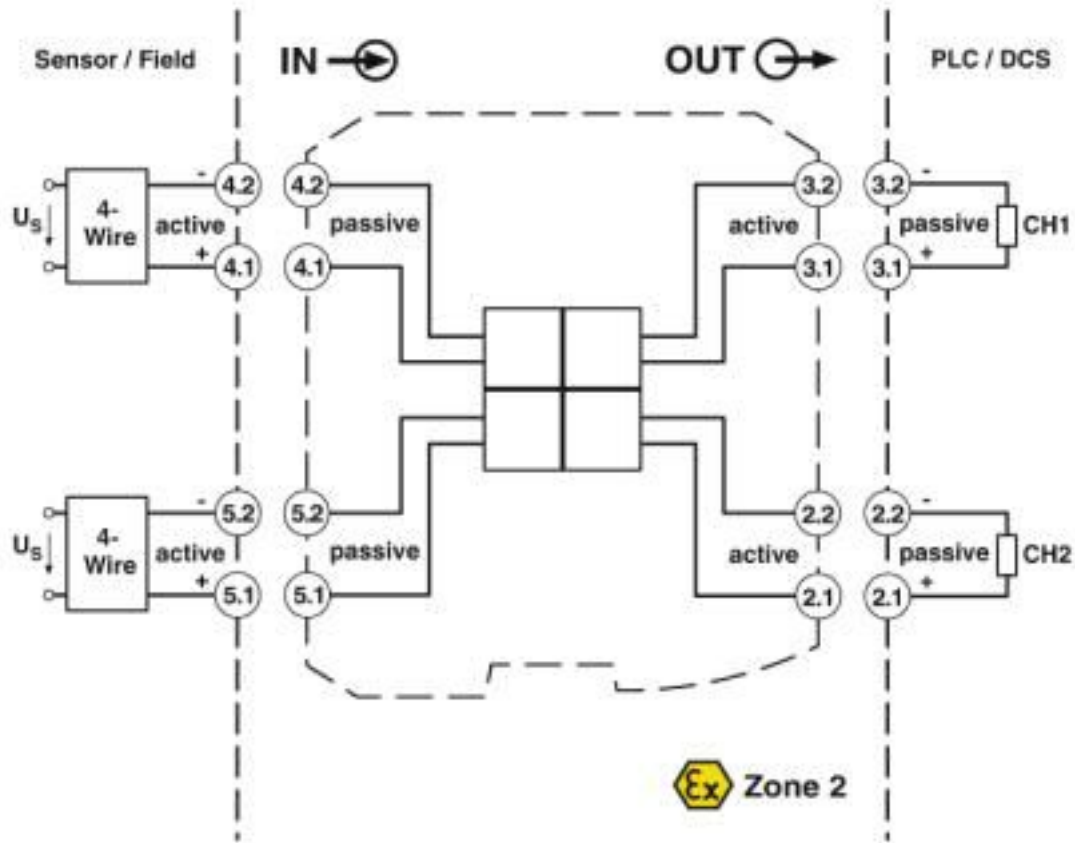 Sensor / Field
IN
OUT
PLC / DCS
-
4.2
4.2
3.2
3.2
-
U_S
4-
Wire
active
passive
active
passive
CH1
+
4.1
4.1
3.1
3.1
+
-
5.2
5.2
2.2
2.2
-
U_S
4-
Wire
active
passive
active
passive
CH2
+
5.1
5.1
2.1
2.1
+
Ex Zone 2